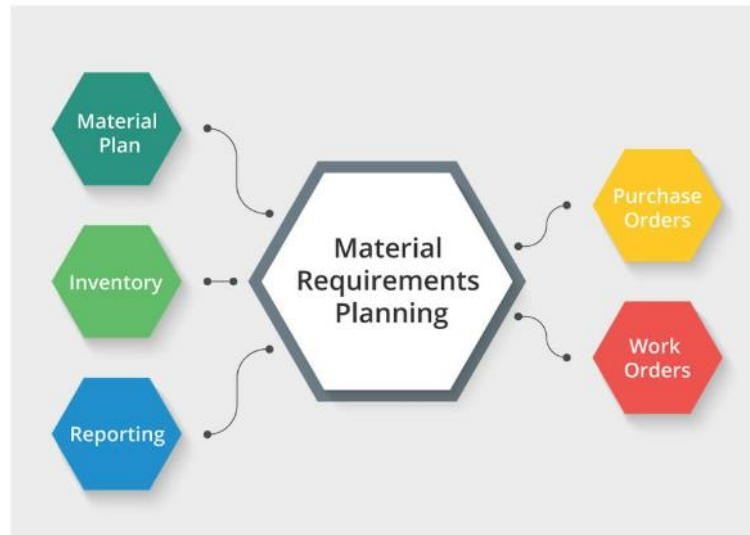 Material
Plan
Inventory
Reporting
Material
Requirements
Planning
Purchase
Orders
Work
Orders